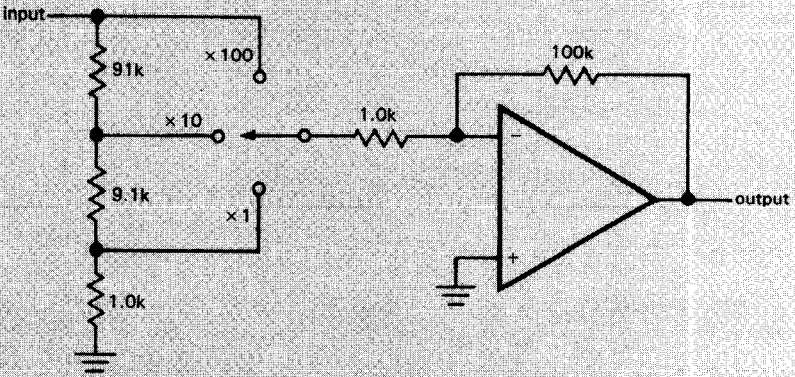 input
× 100
91k
100k
× 10
1.0k
−
9.1k
× 1
output
+
1.0k